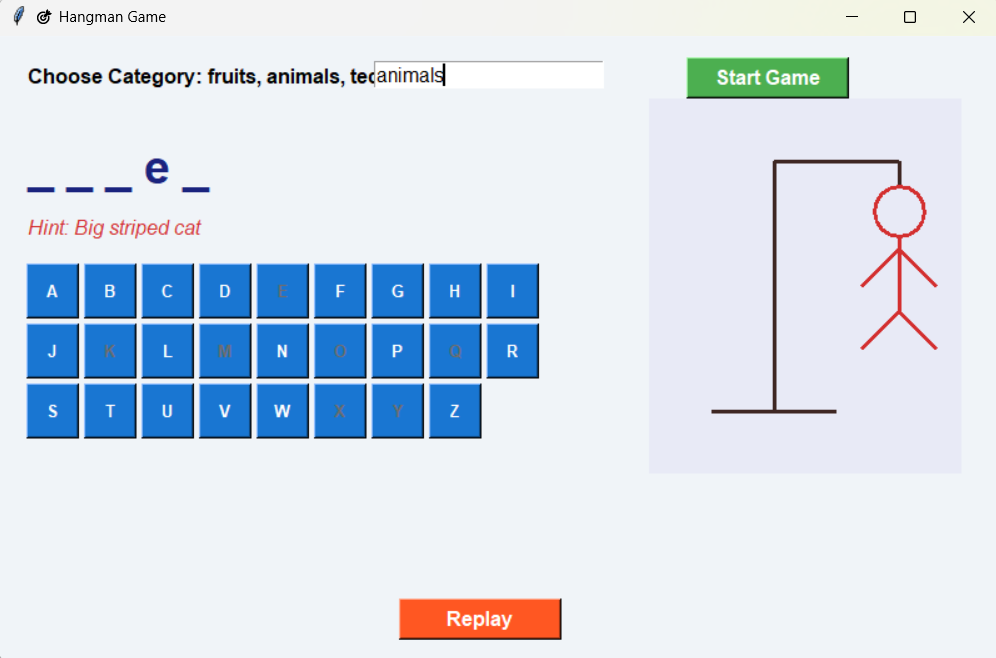 Hangman Game
Choose Category: fruits, animals, tec
animals
Start Game
_ _ _ e _
Hint: Big striped cat
A B C D E F G H I
J K L M N O P Q R
S T U V W X Y Z
Replay